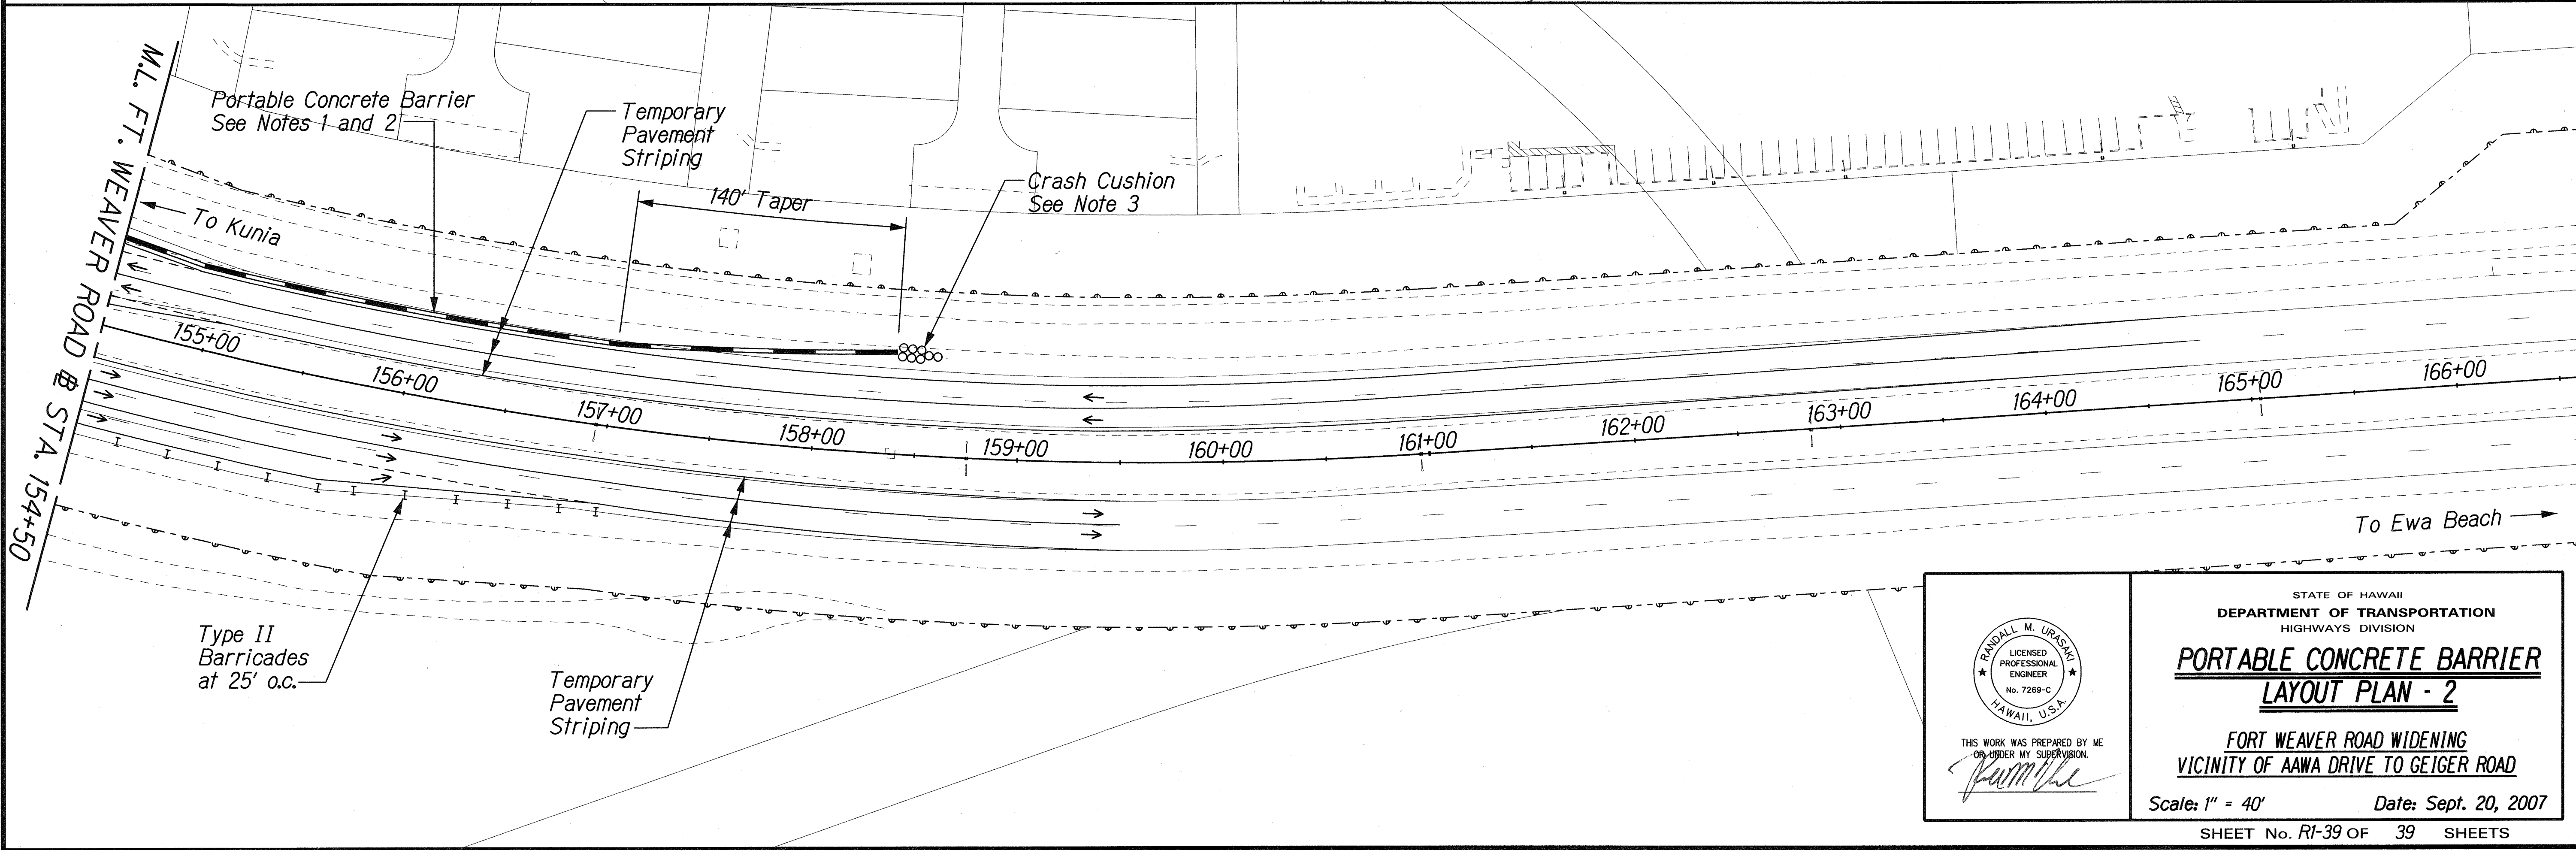 M.L. FT. WEAVER ROAD ℄ STA. 154+50
Portable Concrete Barrier
See Notes 1 and 2
Temporary
Pavement
Striping
140' Taper
Crash Cushion
See Note 3
To Kunia
155+00
156+00
157+00
158+00
159+00
160+00
161+00
162+00
163+00
164+00
165+00
166+00
To Ewa Beach
Type II
Barricades
at 25' o.c.
Temporary
Pavement
Striping
RANDALL M. URASAKI
LICENSED
PROFESSIONAL
ENGINEER
No. 7269-C
HAWAII, U.S.A.
THIS WORK WAS PREPARED BY ME
OR UNDER MY SUPERVISION.
STATE OF HAWAII
DEPARTMENT OF TRANSPORTATION
HIGHWAYS DIVISION
PORTABLE CONCRETE BARRIER
LAYOUT PLAN - 2
FORT WEAVER ROAD WIDENING
VICINITY OF AAWA DRIVE TO GEIGER ROAD
Scale: 1" = 40' Date: Sept. 20, 2007
SHEET No. R1-39 OF 39 SHEETS